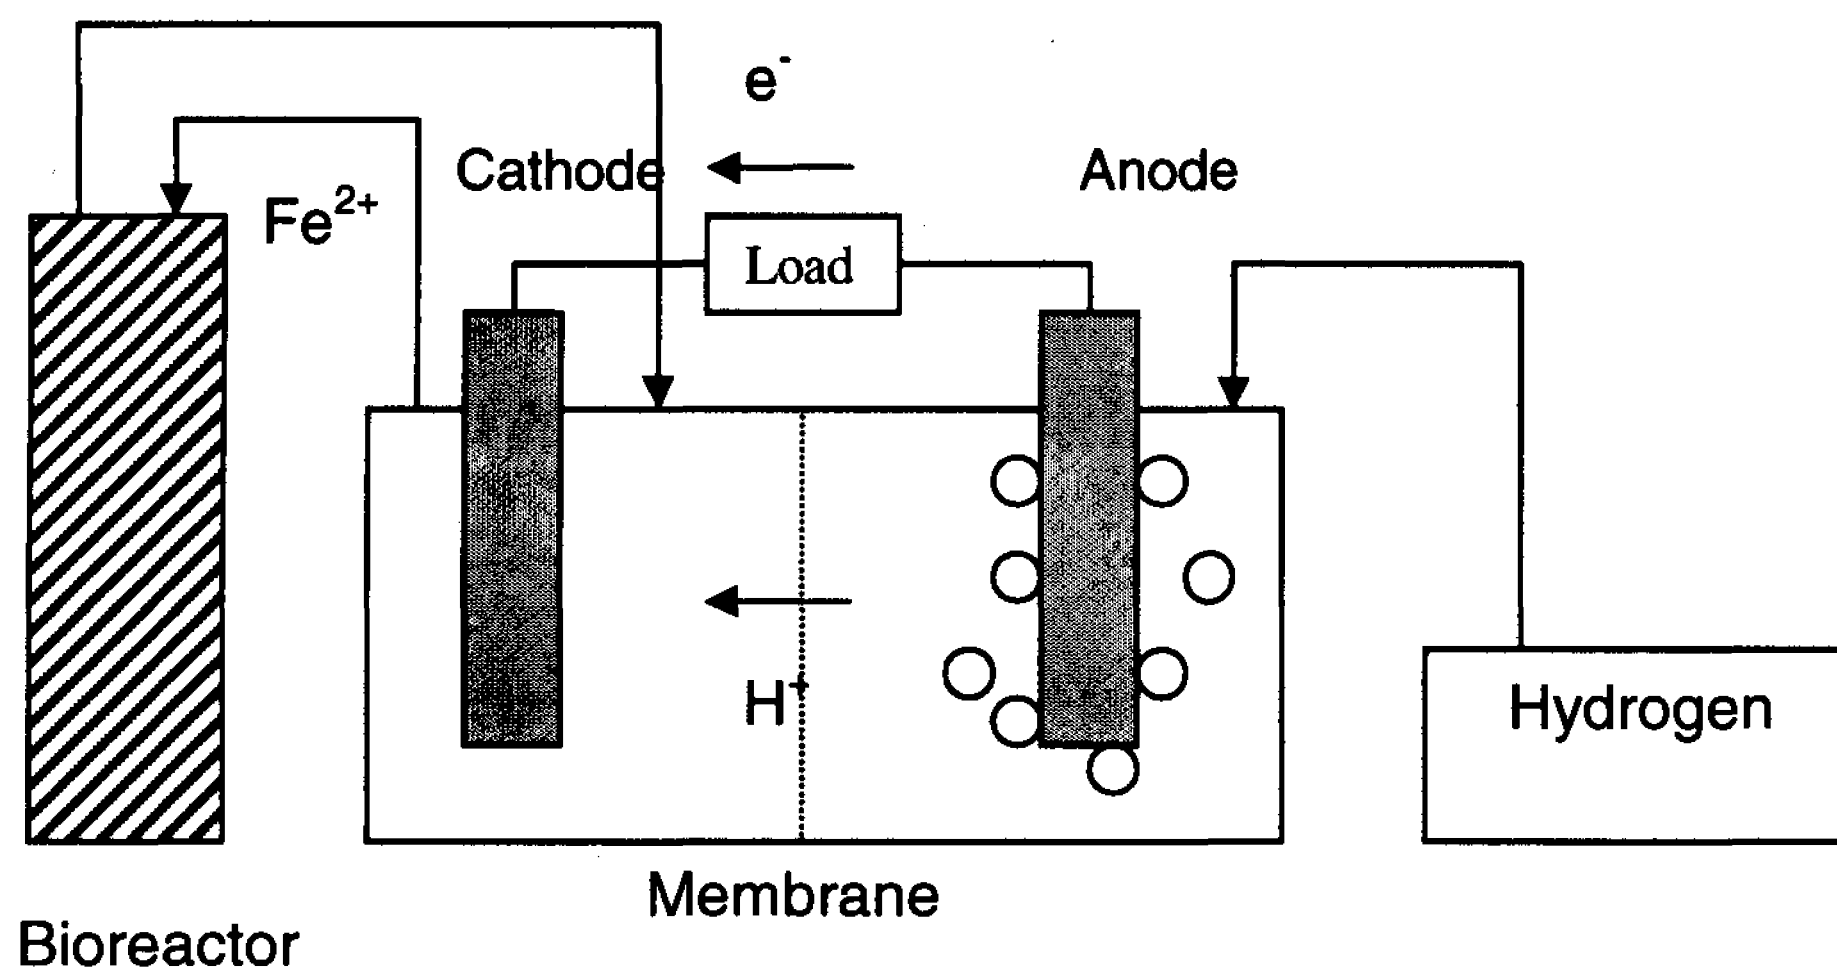 e⁻
Cathode
Anode
Fe²⁺
Load
H⁺
Hydrogen
Membrane
Bioreactor